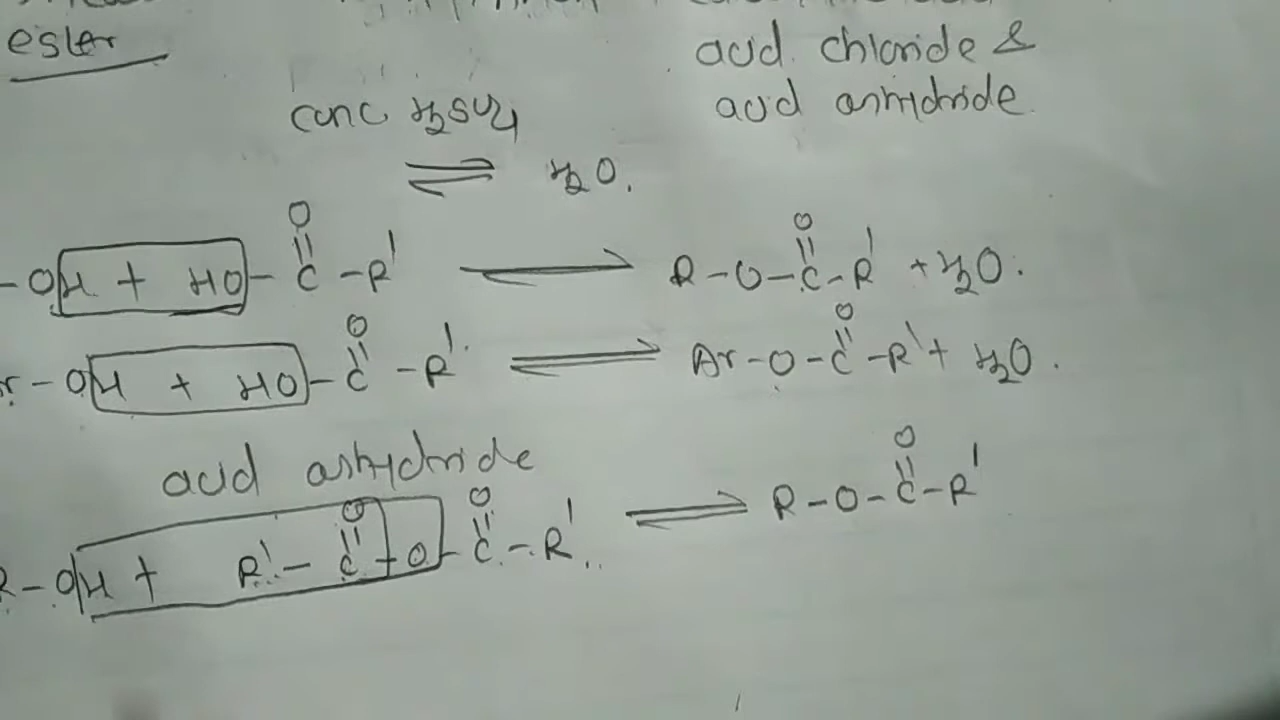 ester
acid chloride &
acid anhydride
conc H2SO4
⇌ H2O.
-OH + HO-C(=O)-R' ⇌ R-O-C(=O)-R' + H2O.
r-OH + HO-C(=O)-R'. ⇌ Ar-O-C(=O)-R' + H2O.
acid anhydride
R-OH + R'-C(=O)-O-C(=O)-R' ⇌ R-O-C(=O)-R'